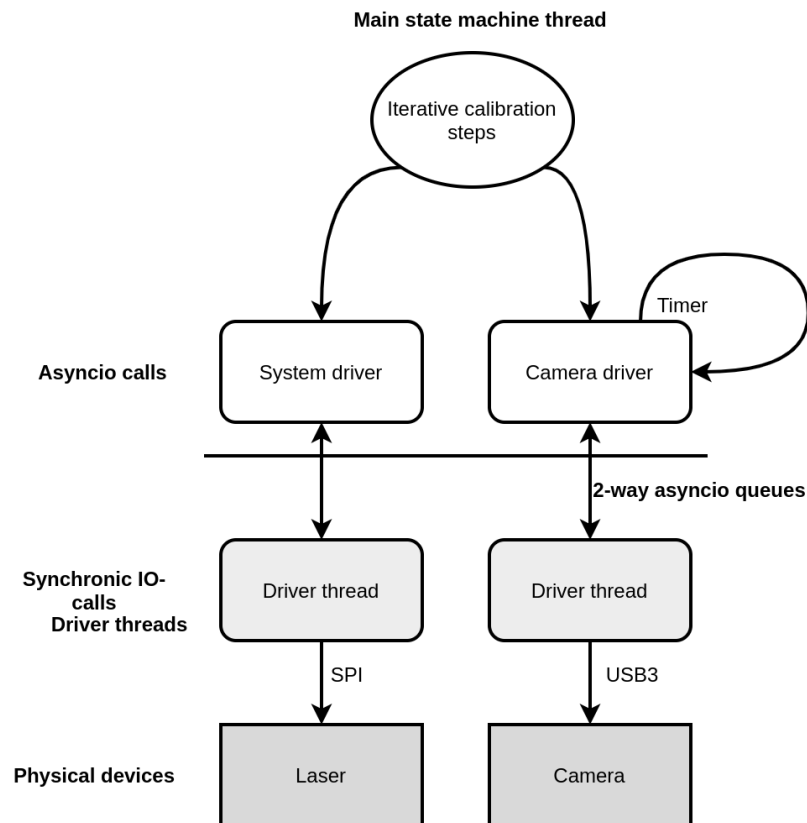 Main state machine thread
Iterative calibration
steps
Timer
Asyncio calls
System driver
Camera driver
2-way asyncio queues
Synchronic IO-
calls
Driver threads
Driver thread
Driver thread
SPI
USB3
Physical devices
Laser
Camera